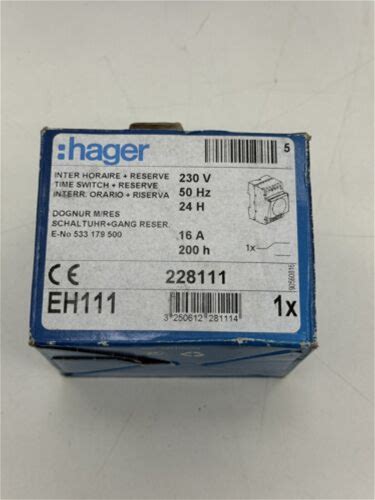 :hager
5
INTER HORAIRE + RESERVE 230 V
TIME SWITCH + RESERVE 50 Hz
INTERR. ORARIO + RISERVA 24 H
DOGNUR M/RES
SCHALTUHR+GANG RESER.
E-No 533 179 500 16 A
200 h
1x
CE 228111
EH111
3 250612 281114
1x